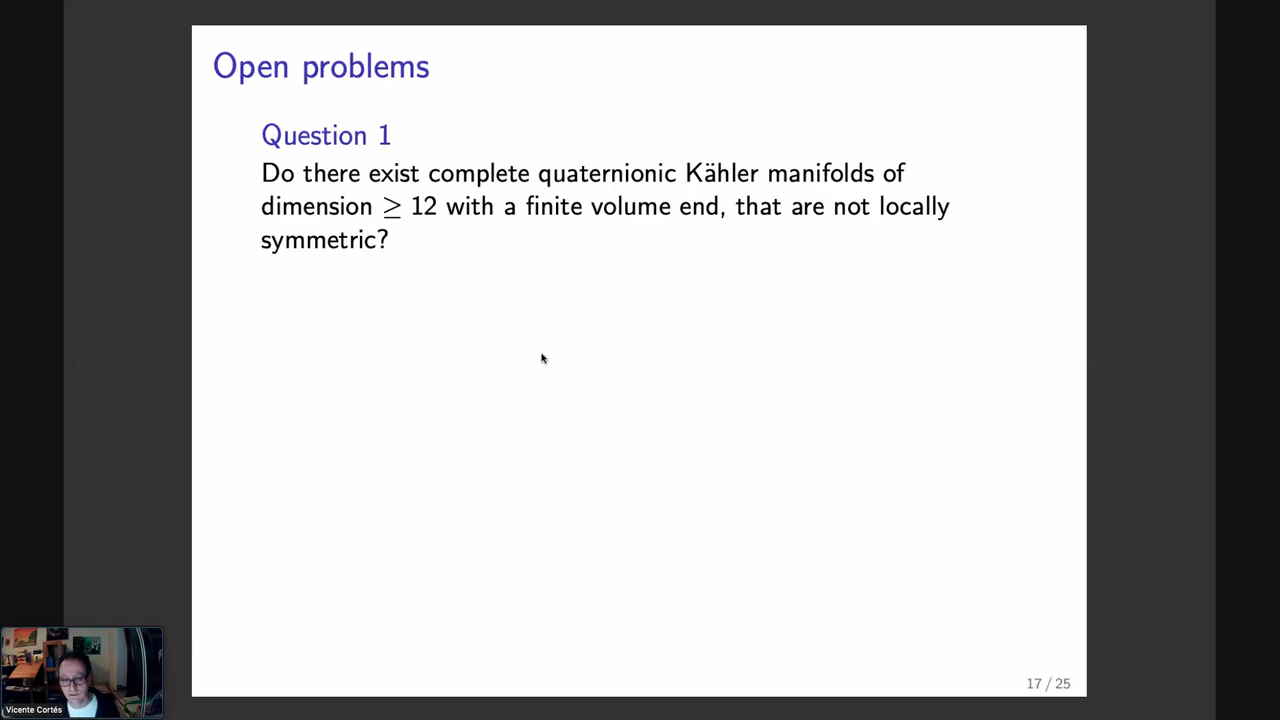 Open problems
Question 1
Do there exist complete quaternionic Kähler manifolds of
dimension ≥ 12 with a finite volume end, that are not locally
symmetric?
17 / 25
Vicente Cortés